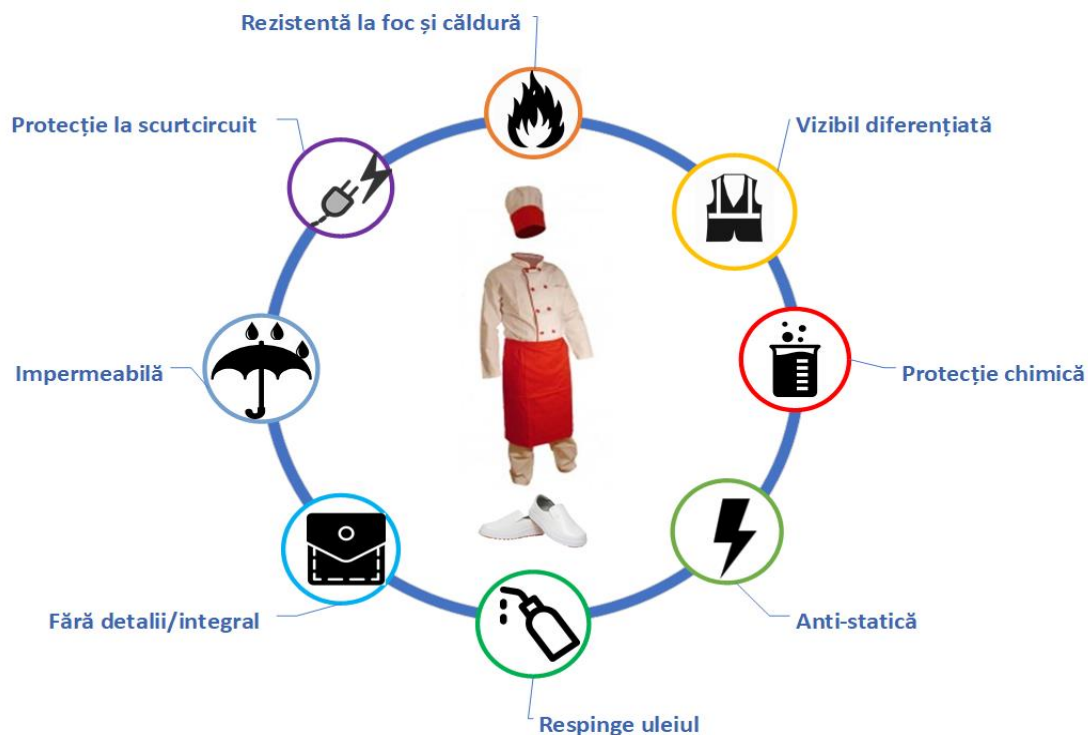 Rezistentă la foc și căldură
Protecție la scurtcircuit
Vizibil diferențiată
Impermeabilă
Protecție chimică
Fără detalii/integral
Anti-statică
Respinge uleiul